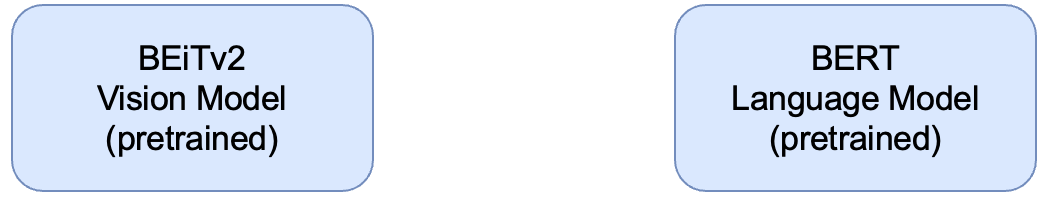 BEiTv2
Vision Model
(pretrained)
BERT
Language Model
(pretrained)